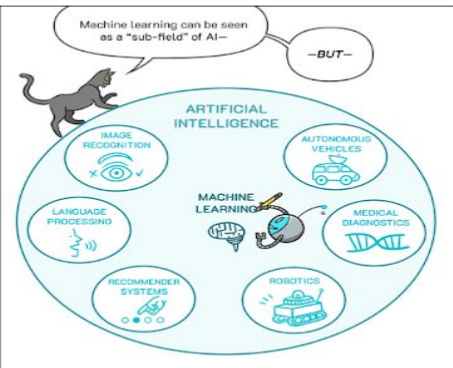 Machine learning can be seen
as a "sub-field" of AI—
—BUT—
ARTIFICIAL
INTELLIGENCE
IMAGE
RECOGNITION
AUTONOMOUS
VEHICLES
LANGUAGE
PROCESSING
MACHINE
LEARNING
MEDICAL
DIAGNOSTICS
RECOMMENDER
SYSTEMS
ROBOTICS